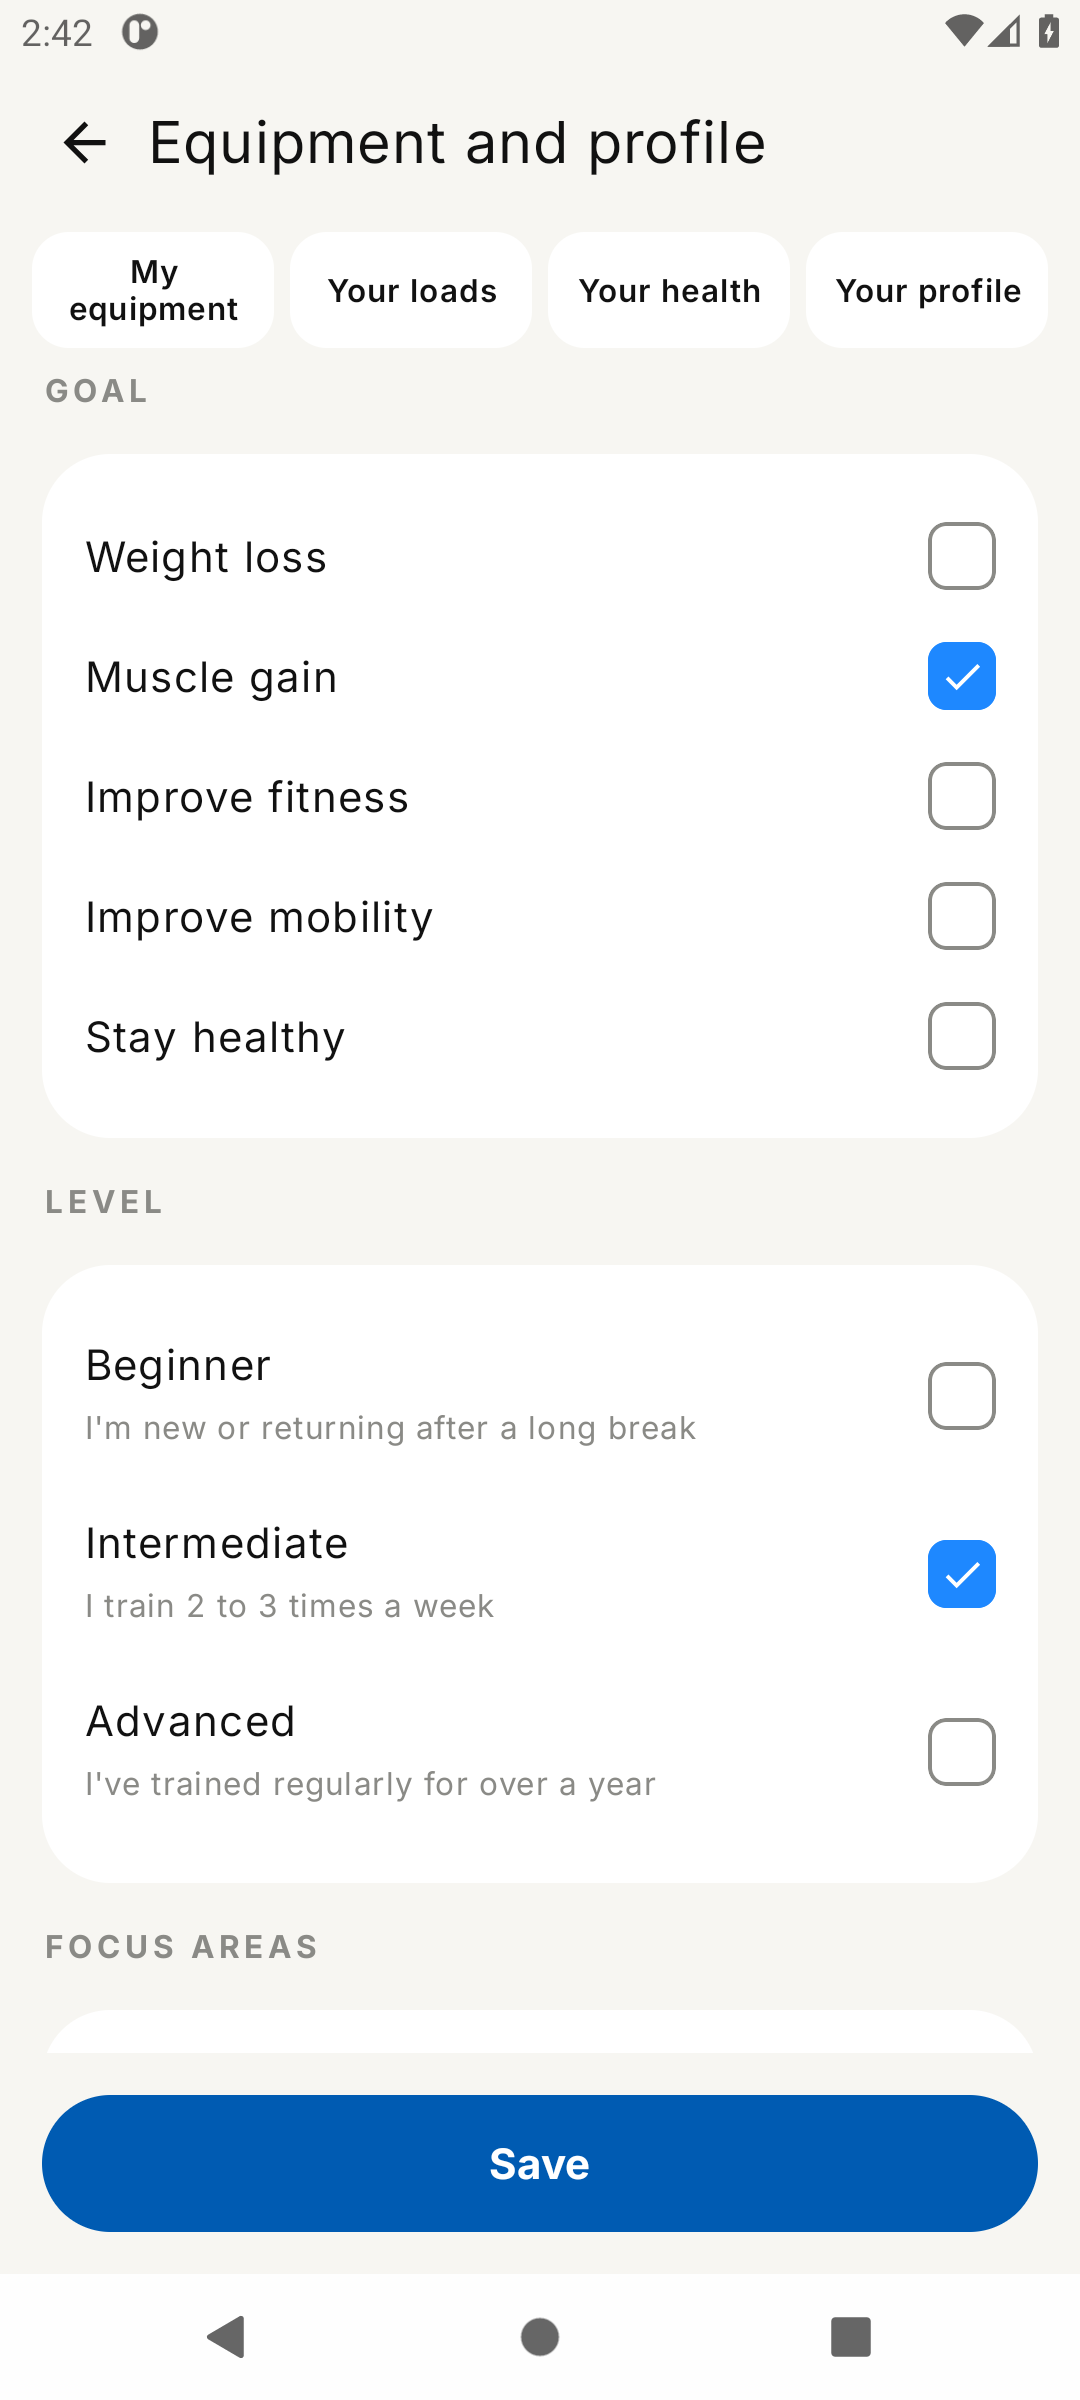 2:42
Equipment and profile
My
equipment
Your loads
Your health
Your profile
GOAL
Weight loss
Muscle gain
Improve fitness
Improve mobility
Stay healthy
LEVEL
Beginner
I'm new or returning after a long break
Intermediate
I train 2 to 3 times a week
Advanced
I've trained regularly for over a year
FOCUS AREAS
Save